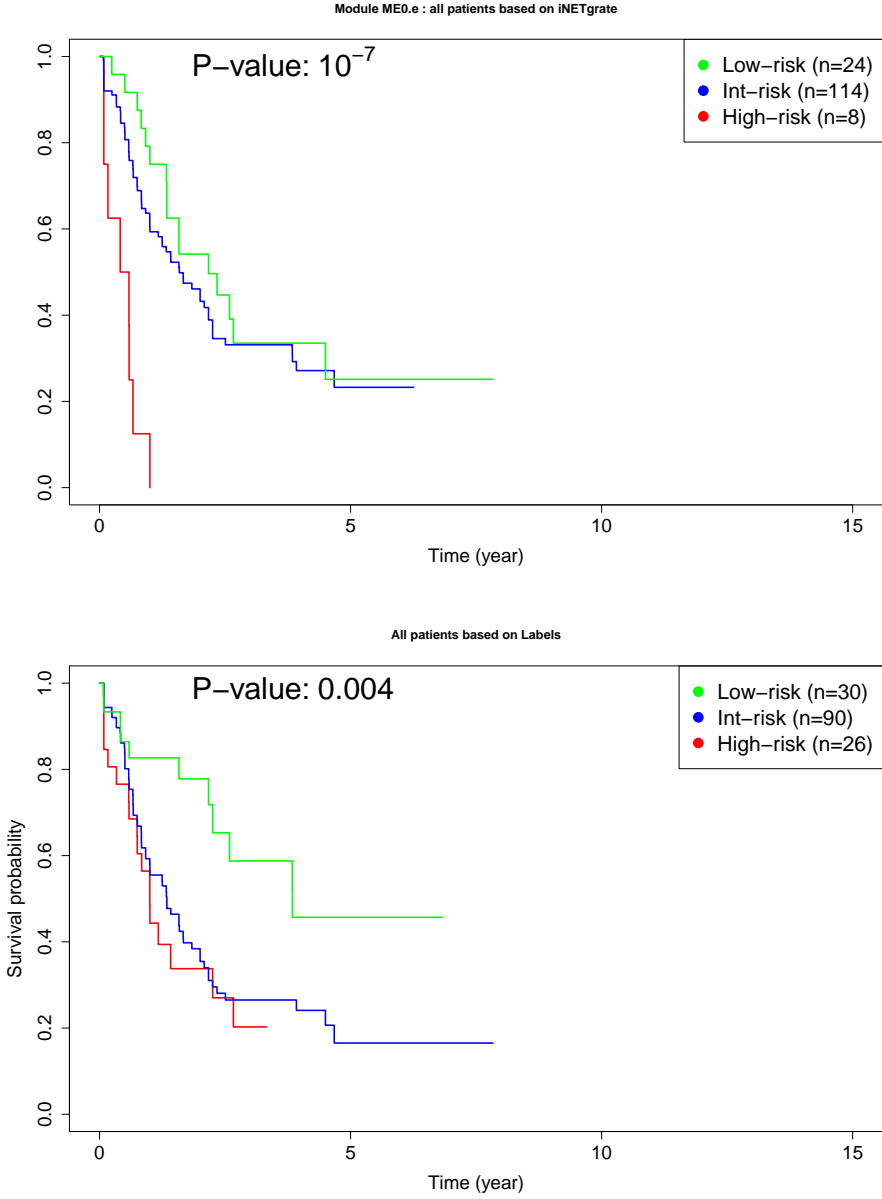 Module ME0.e : all patients based on iNETgrate
P−value: 10⁻⁷
Low−risk (n=24)
Int−risk (n=114)
High−risk (n=8)
1.0
0.8
0.6
0.4
0.2
0.0
0
5
10
15
Time (year)
All patients based on Labels
P−value: 0.004
Low−risk (n=30)
Int−risk (n=90)
High−risk (n=26)
Survival probability
1.0
0.8
0.6
0.4
0.2
0.0
0
5
10
15
Time (year)